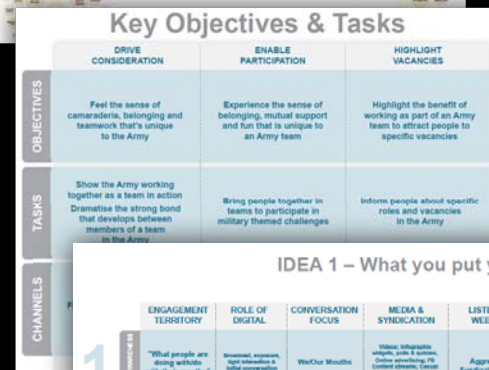 Key Objectives & Tasks
DRIVE
CONSIDERATION
ENABLE
PARTICIPATION
HIGHLIGHT
VACANCIES
OBJECTIVES
Feel the sense of
camaraderie, belonging and
teamwork that's unique
to the Army
Experience the sense of
belonging, mutual support
and fun that is unique to
an Army team
Highlight the benefit of
working as part of an Army
team to attract people to
specific vacancies
TASKS
Show the Army working
together as a team in action
Dramatise the strong bond
that develops between
members of a team
in the Army
Bring people together in
teams to participate in
military themed challenges
Inform people about specific
roles and vacancies
in the Army
CHANNELS
IDEA 1 – What you put
ENGAGEMENT
TERRITORY
ROLE OF
DIGITAL
CONVERSATION
FOCUS
MEDIA &
SYNDICATION
1
"What people are
doing with/do
Broadcast, exposure,
light interaction &
initial conversation
We/Our Mouths
Videos; Infographic
widgets, polls & quizzes,
Online advertising; FB
Content streams; Casual